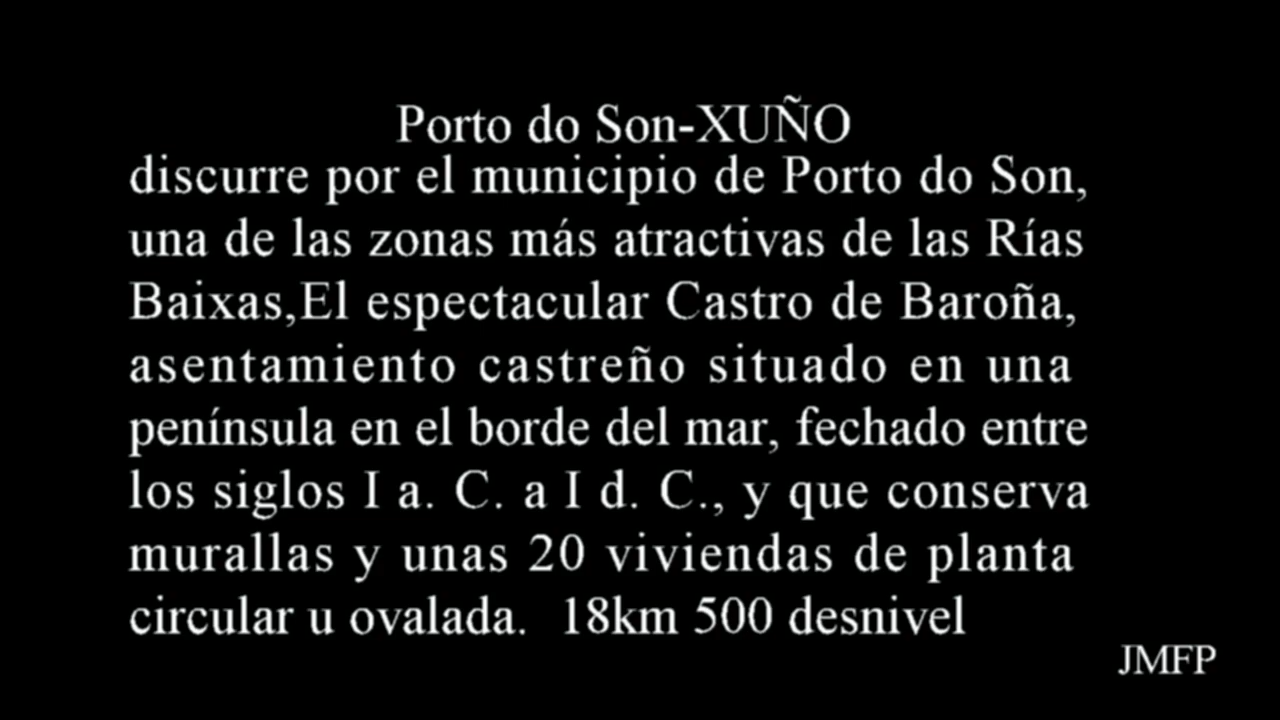 Porto do Son-XUÑO
discurre por el municipio de Porto do Son,
una de las zonas más atractivas de las Rías
Baixas,El espectacular Castro de Baroña,
asentamiento castreño situado en una
península en el borde del mar, fechado entre
los siglos I a. C. a I d. C., y que conserva
murallas y unas 20 viviendas de planta
circular u ovalada.  18km 500 desnivel
JMFP